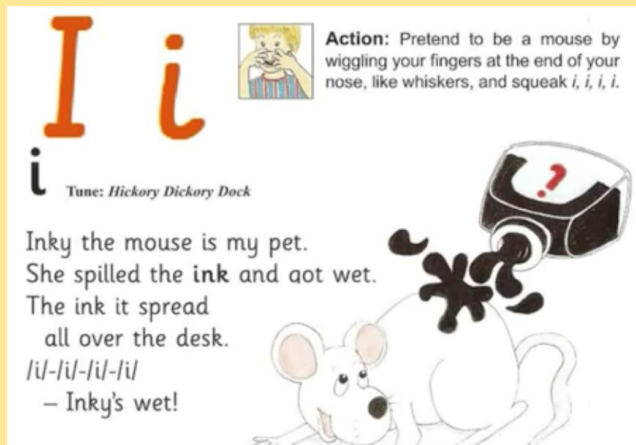 I i
Action: Pretend to be a mouse by
wiggling your fingers at the end of your
nose, like whiskers, and squeak i, i, i, i.
i
Tune: Hickory Dickory Dock
?
Inky the mouse is my pet.
She spilled the ink and got wet.
The ink it spread
all over the desk.
/i/-/i/-/i/-/i/
– Inky's wet!